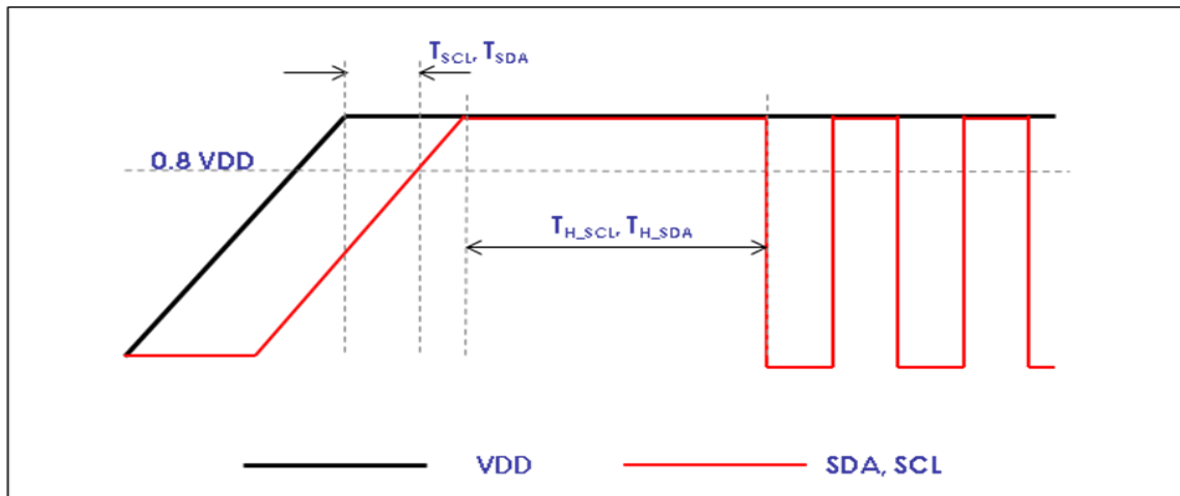 TSCL, TSDA
0.8 VDD
TH_SCL, TH_SDA
VDD
SDA, SCL